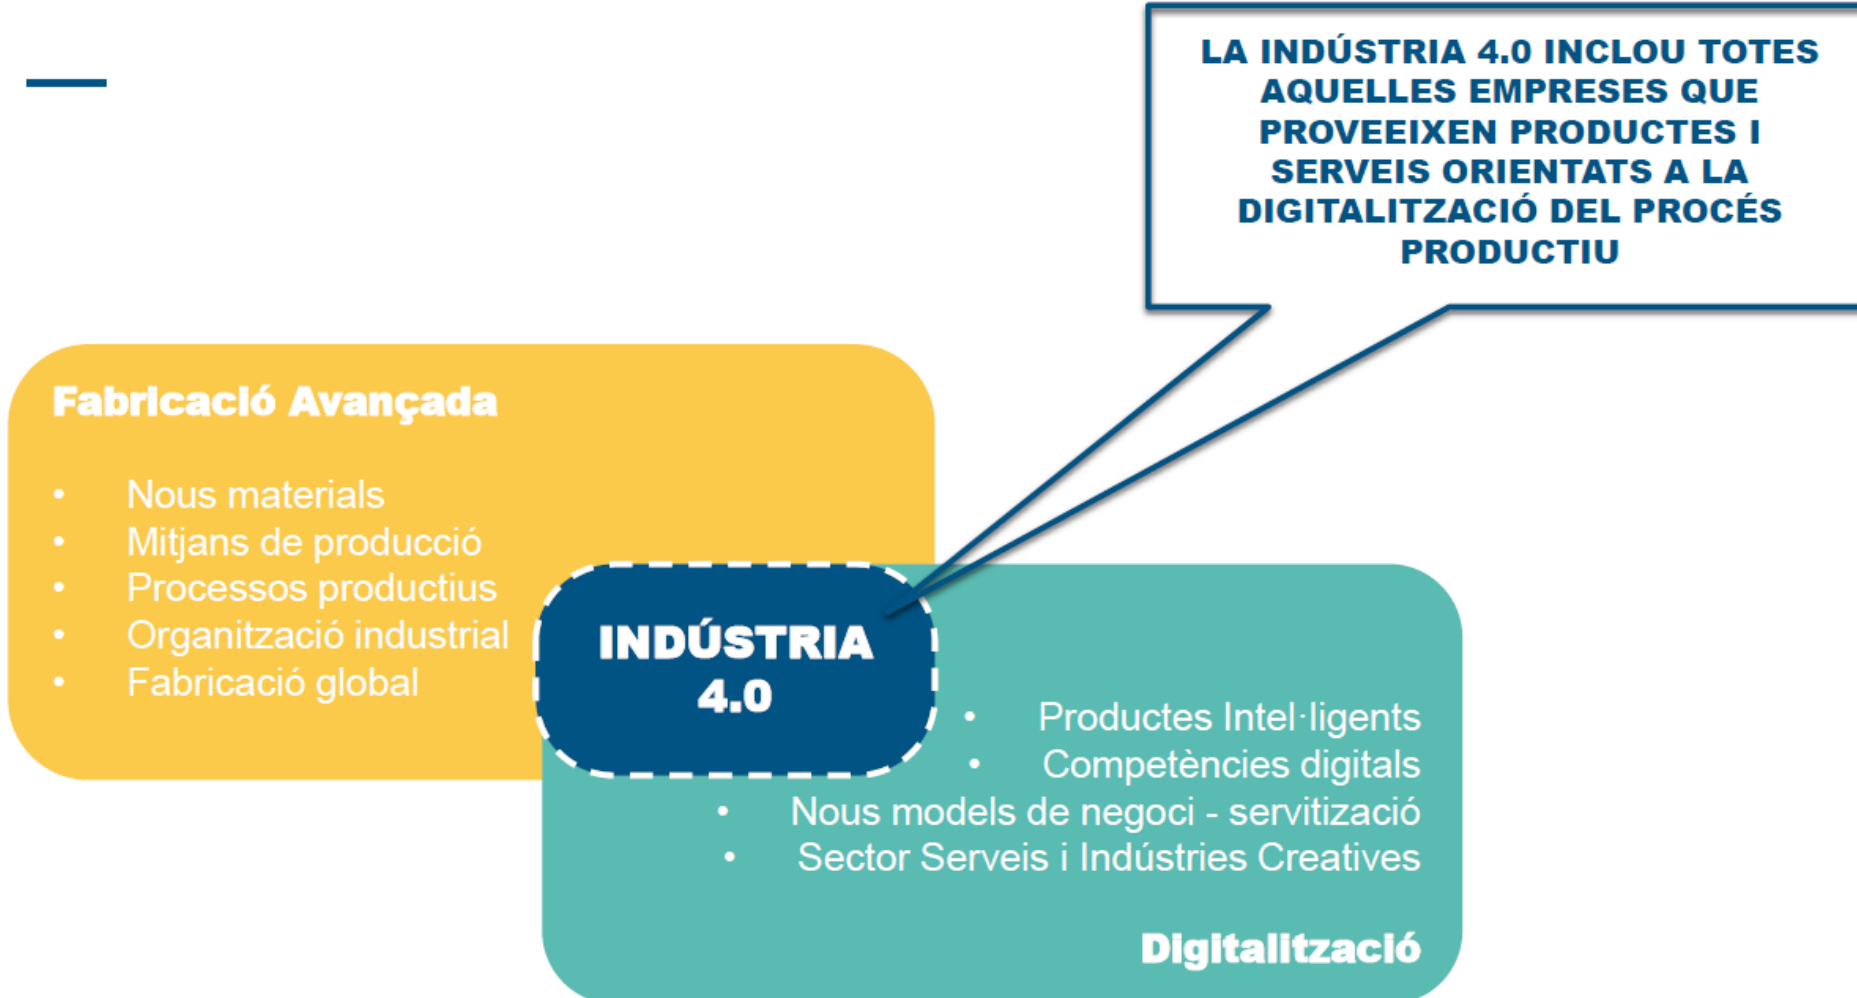 LA INDÚSTRIA 4.0 INCLOU TOTES
AQUELLES EMPRESES QUE
PROVEEIXEN PRODUCTES I
SERVEIS ORIENTATS A LA
DIGITALITZACIÓ DEL PROCÉS
PRODUCTIU
Fabricació Avançada
• Nous materials
• Mitjans de producció
• Processos productius
• Organització industrial
• Fabricació global
INDÚSTRIA
4.0
• Productes Intel·ligents
• Competències digitals
• Nous models de negoci - servitizació
• Sector Serveis i Indústries Creatives
Digitalització